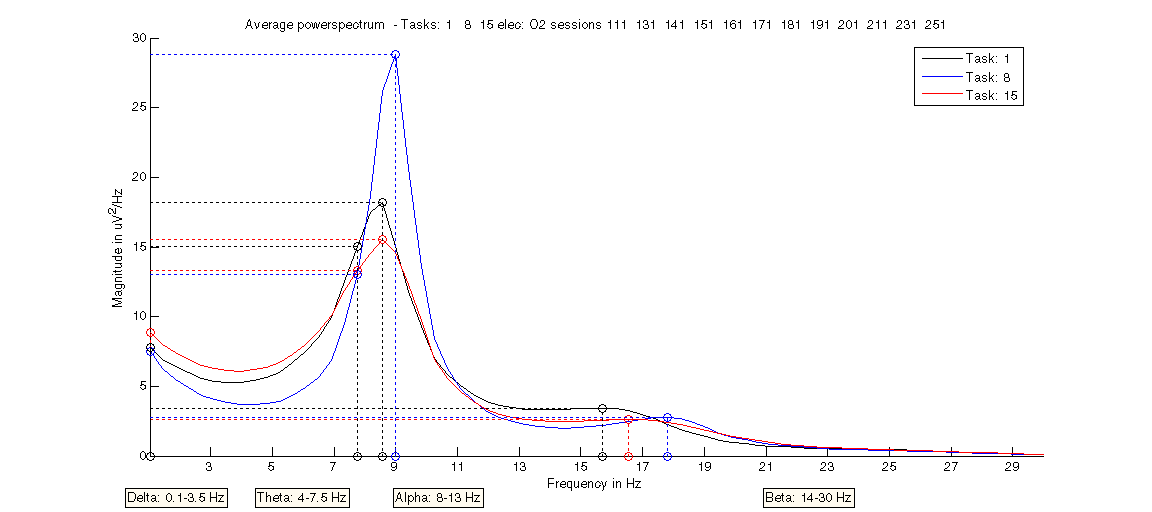 Average powerspectrum - Tasks: 1 8 15 elec: O2 sessions 111 131 141 151 161 171 181 191 201 211 231 251
30
Task: 1
Task: 8
Task: 15
25
20
Magnitude in uV²/Hz
15
10
5
0
3 5 7 9 11 13 15 17 19 21 23 25 27 29
Frequency in Hz
Delta: 0.1-3.5 Hz Theta: 4-7.5 Hz Alpha: 8-13 Hz Beta: 14-30 Hz